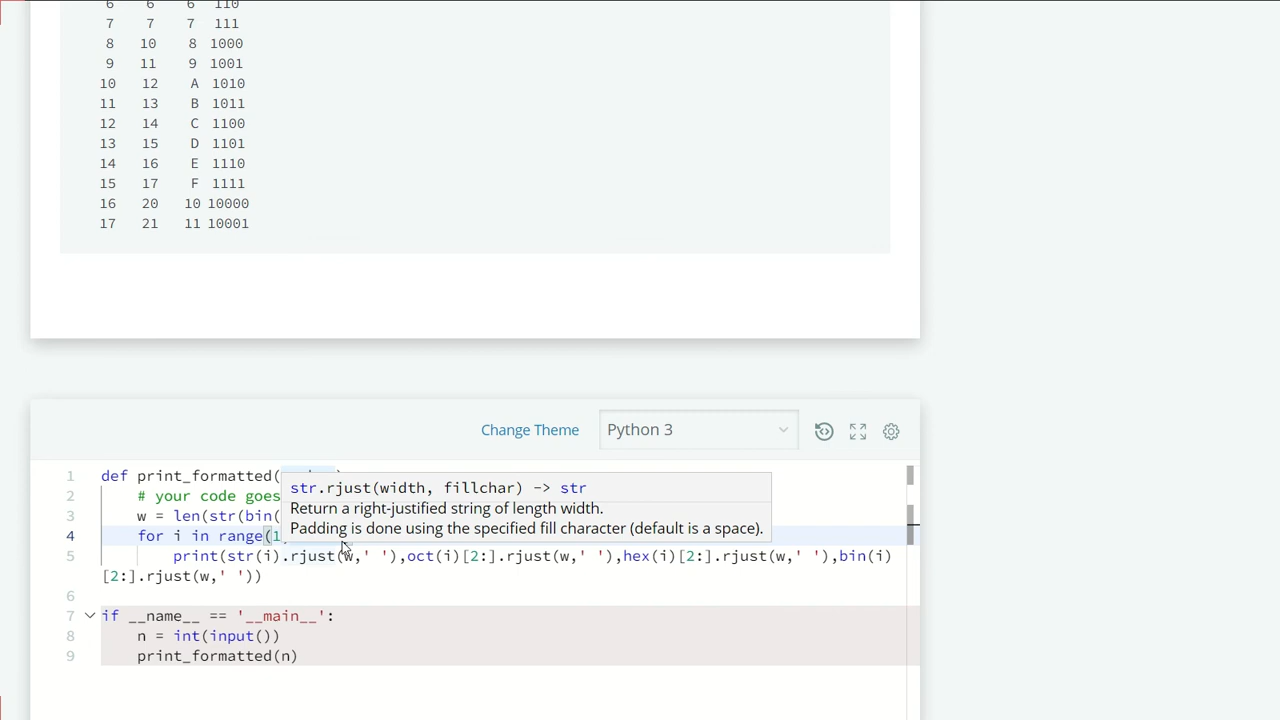 6 6 6 110
7 7 7 111
8 10 8 1000
9 11 9 1001
10 12 A 1010
11 13 B 1011
12 14 C 1100
13 15 D 1101
14 16 E 1110
15 17 F 1111
16 20 10 10000
17 21 11 10001
Change Theme Python 3
1 def print_formatted(
2 # your code goes
3 w = len(str(bin(
4 for i in range(1
str.rjust(width, fillchar) -> str
Return a right-justified string of length width.
Padding is done using the specified fill character (default is a space).
5 print(str(i).rjust(w,' '),oct(i)[2:].rjust(w,' '),hex(i)[2:].rjust(w,' '),bin(i)
[2:].rjust(w,' '))
6
7 if __name__ == '__main__':
8 n = int(input())
9 print_formatted(n)